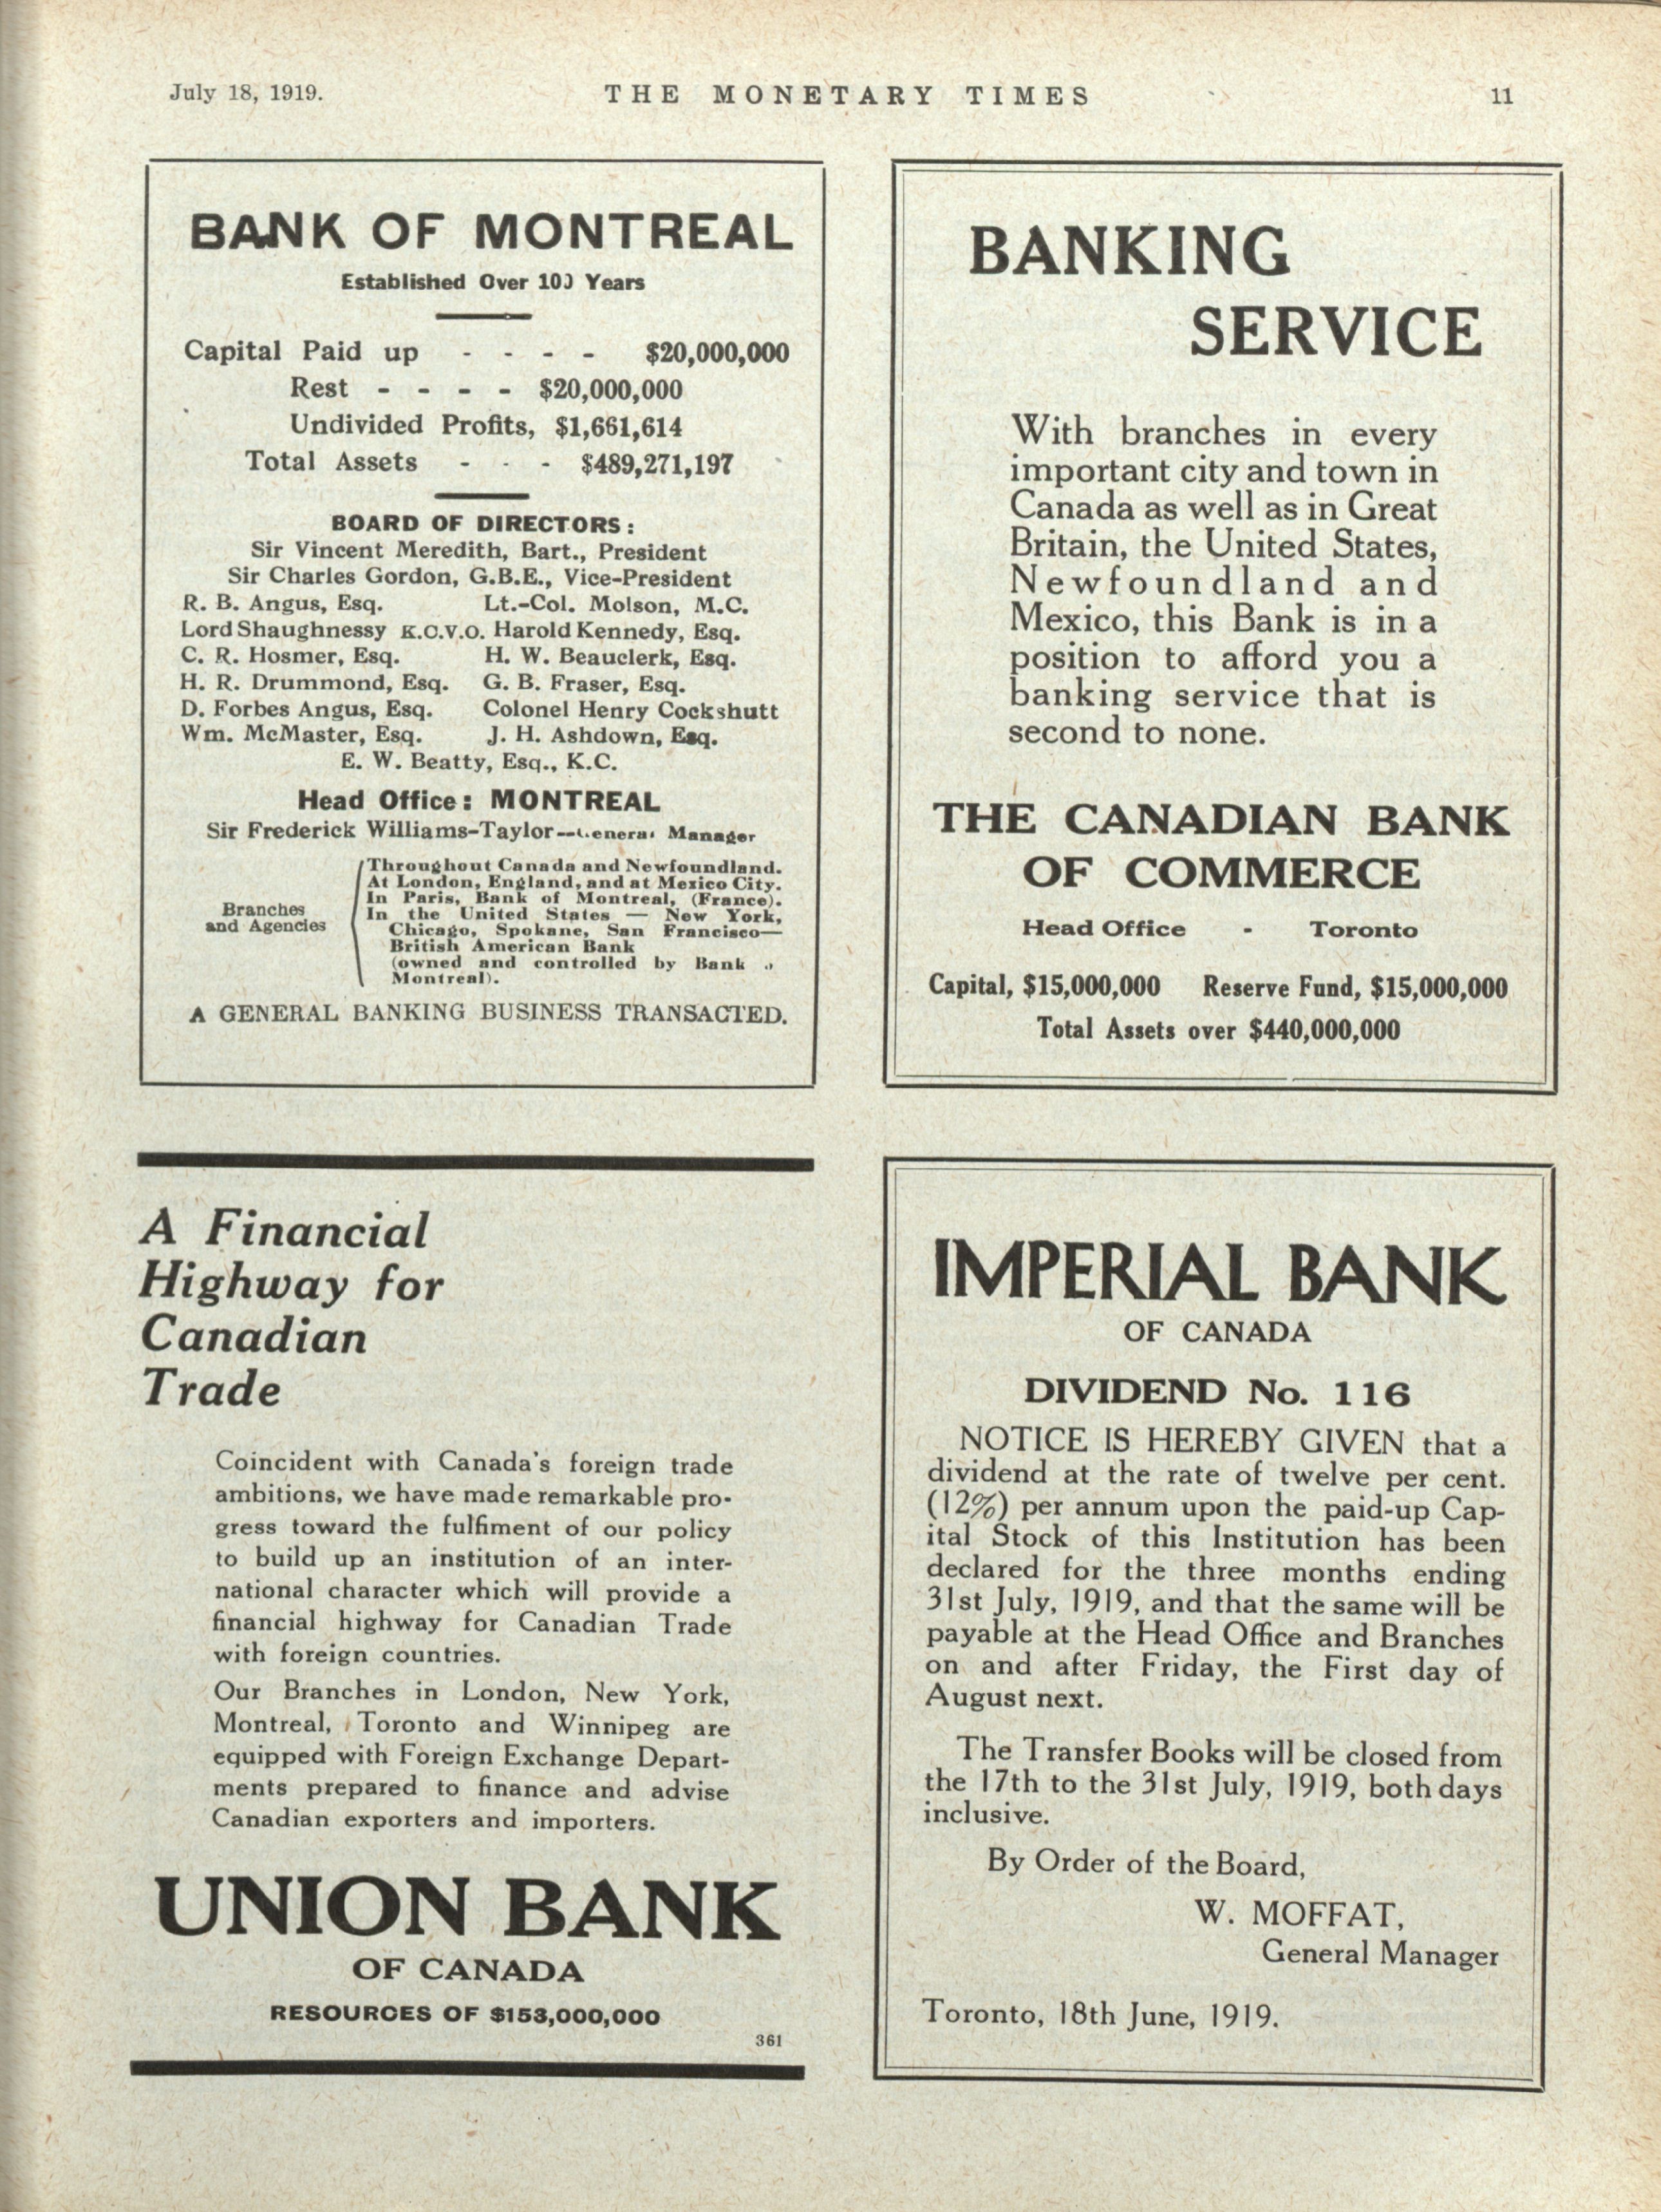 July 18, 1919.
THE MONETARY TIMES
11
BANK OF MONTREAL
Established Over 100 Years
Capital Paid up - - - - $20,000,000
Rest - - - - $20,000,000
Undivided Profits, $1,661,614
Total Assets - - - $489,271,197
BOARD OF DIRECTORS:
Sir Vincent Meredith, Bart., President
Sir Charles Gordon, G.B.E., Vice-President
R. B. Angus, Esq. Lt.-Col. Molson, M.C.
Lord Shaughnessy K.C.V.O. Harold Kennedy, Esq.
C. R. Hosmer, Esq. H. W. Beauclerk, Esq.
H. R. Drummond, Esq. G. B. Fraser, Esq.
D. Forbes Angus, Esq. Colonel Henry Cockshutt
Wm. McMaster, Esq. J. H. Ashdown, Esq.
E. W. Beatty, Esq., K.C.
Head Office: MONTREAL
Sir Frederick Williams-Taylor--General Manager
Branches
and Agencies
Throughout Canada and Newfoundland.
At London, England, and at Mexico City.
In Paris, Bank of Montreal, (France).
In the United States — New York,
Chicago, Spokane, San Francisco—
British American Bank
(owned and controlled by Bank
Montreal).
A GENERAL BANKING BUSINESS TRANSACTED.
BANKING
SERVICE
With branches in every
important city and town in
Canada as well as in Great
Britain, the United States,
Newfoundland and
Mexico, this Bank is in a
position to afford you a
banking service that is
second to none.
THE CANADIAN BANK
OF COMMERCE
Head Office - Toronto
Capital, $15,000,000 Reserve Fund, $15,000,000
Total Assets over $440,000,000
A Financial
Highway for
Canadian
Trade
Coincident with Canada's foreign trade
ambitions, we have made remarkable pro-
gress toward the fulfiment of our policy
to build up an institution of an inter-
national character which will provide a
financial highway for Canadian Trade
with foreign countries.
Our Branches in London, New York,
Montreal, Toronto and Winnipeg are
equipped with Foreign Exchange Depart-
ments prepared to finance and advise
Canadian exporters and importers.
UNION BANK
OF CANADA
RESOURCES OF $153,000,000
361
IMPERIAL BANK
OF CANADA
DIVIDEND No. 116
NOTICE IS HEREBY GIVEN that a
dividend at the rate of twelve per cent.
(12%) per annum upon the paid-up Cap-
ital Stock of this Institution has been
declared for the three months ending
31st July, 1919, and that the same will be
payable at the Head Office and Branches
on and after Friday, the First day of
August next.
The Transfer Books will be closed from
the 17th to the 31st July, 1919, both days
inclusive.
By Order of the Board,
W. MOFFAT,
General Manager
Toronto, 18th June, 1919.